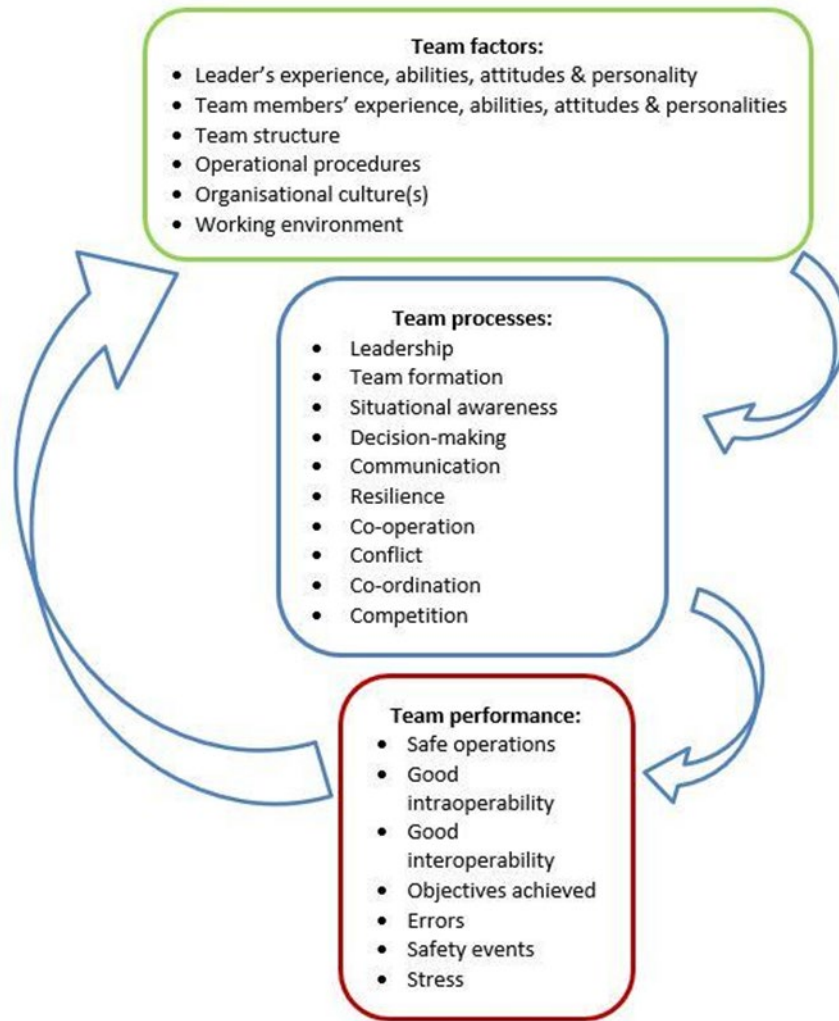 Team factors:
• Leader's experience, abilities, attitudes & personality
• Team members' experience, abilities, attitudes & personalities
• Team structure
• Operational procedures
• Organisational culture(s)
• Working environment
Team processes:
• Leadership
• Team formation
• Situational awareness
• Decision-making
• Communication
• Resilience
• Co-operation
• Conflict
• Co-ordination
• Competition
Team performance:
• Safe operations
• Good
intraoperability
• Good
interoperability
• Objectives achieved
• Errors
• Safety events
• Stress